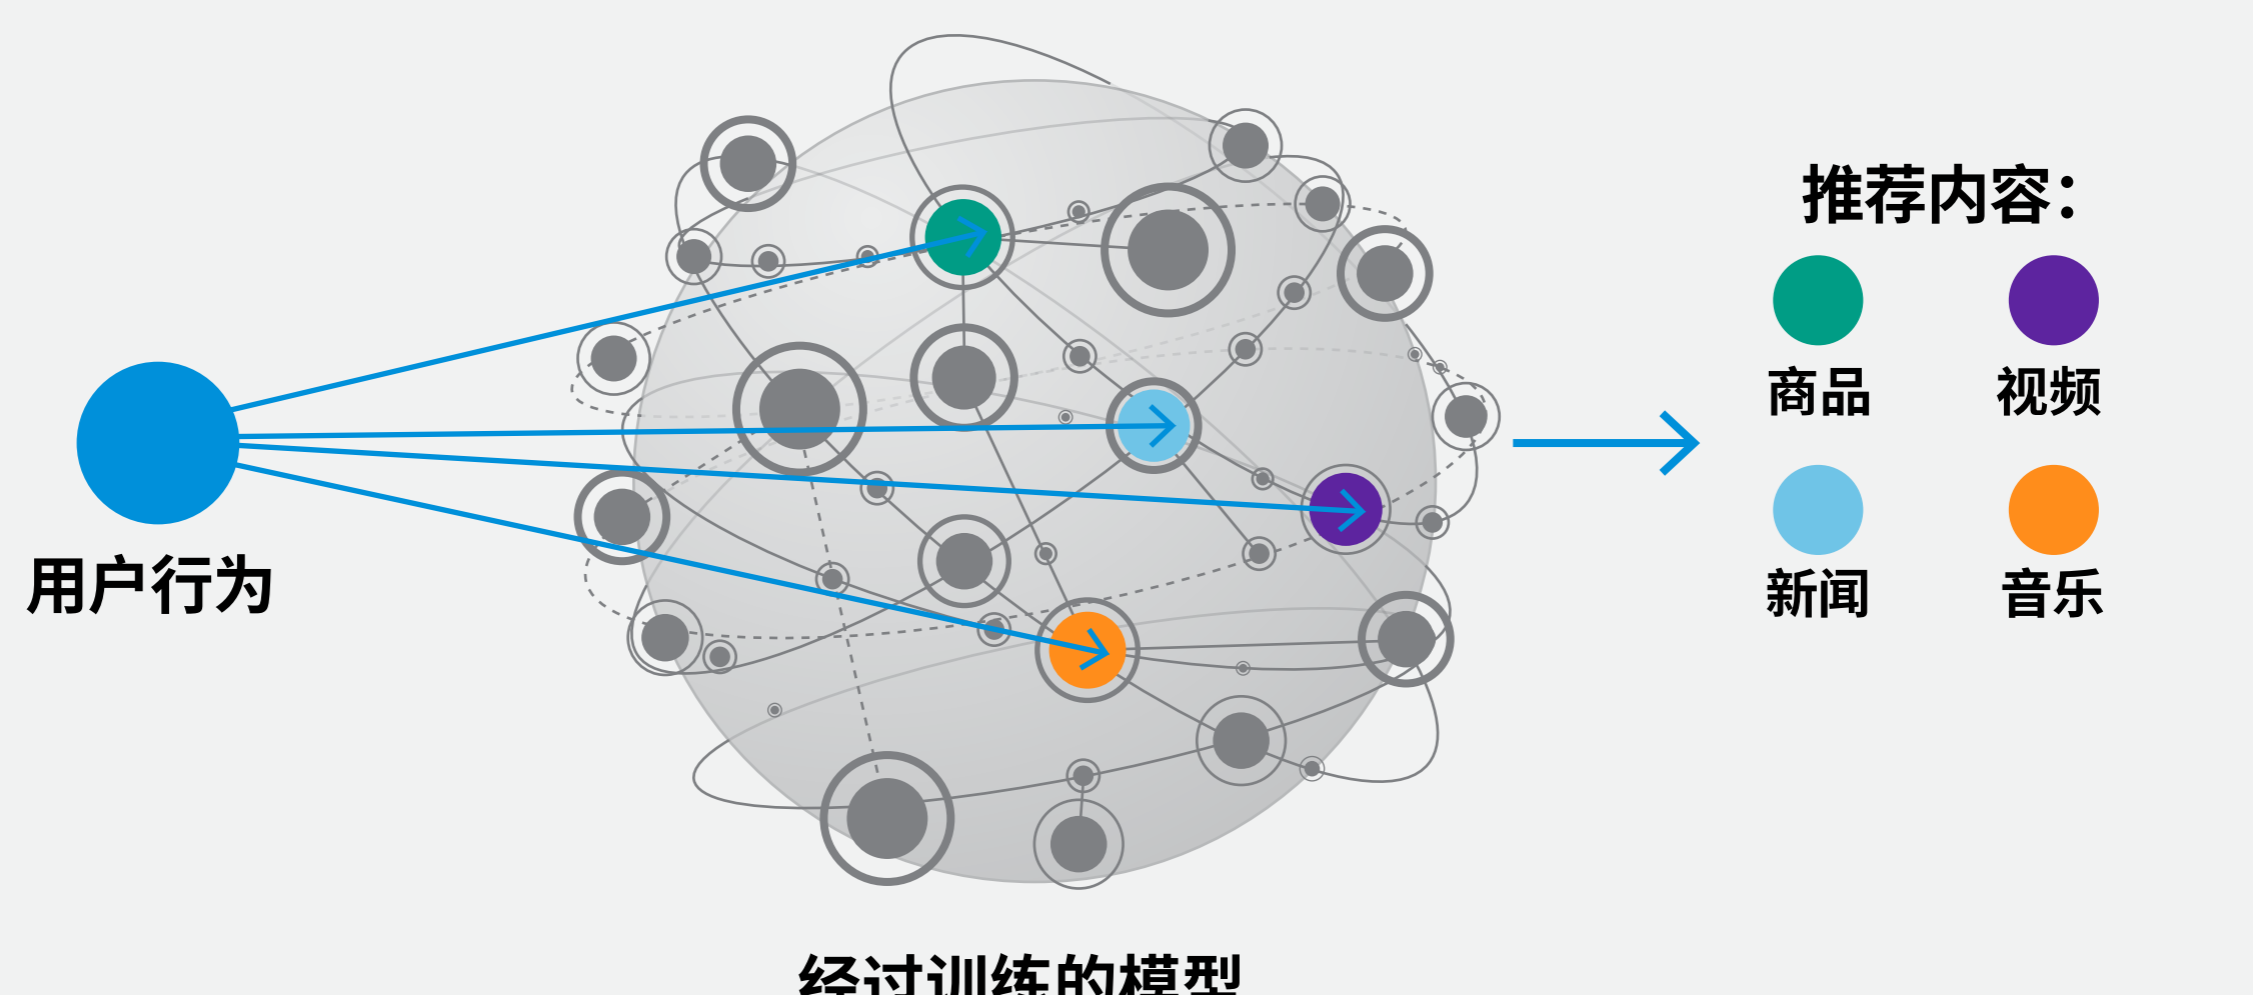 用户行为
经过训练的模型
推荐内容：
商品
视频
新闻
音乐